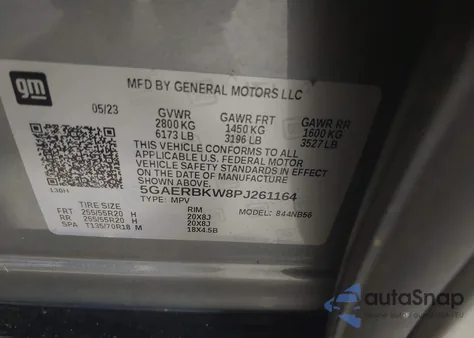 gm
MFD BY GENERAL MOTORS LLC
05/23
GVWR GAWR FRT GAWR RR
2800 KG 1450 KG 1600 KG
6173 LB 3196 LB 3527 LB
THIS VEHICLE CONFORMS TO ALL
APPLICABLE U.S. FEDERAL MOTOR
VEHICLE SAFETY STANDARDS IN EFFECT
ON THE DATE OF MANUFACTURE
SHOWN ABOVE.
5GAERBKW8PJ261164
TYPE: MPV MODEL: 844NB56
TIRE SIZE RIM
FRT 255/55R20 H 20X8J
RR 255/55R20 H 20X8J
SPA T135/70R18 M 18X4.5B
autoSnap